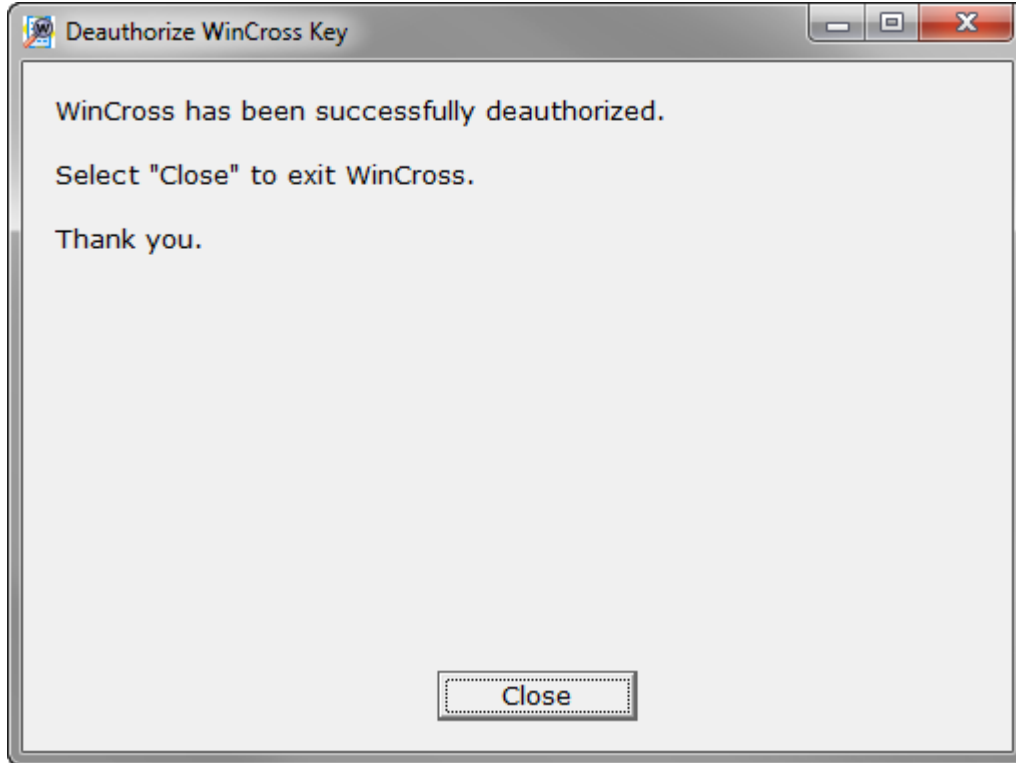 Deauthorize WinCross Key
WinCross has been successfully deauthorized.
Select "Close" to exit WinCross.
Thank you.
Close